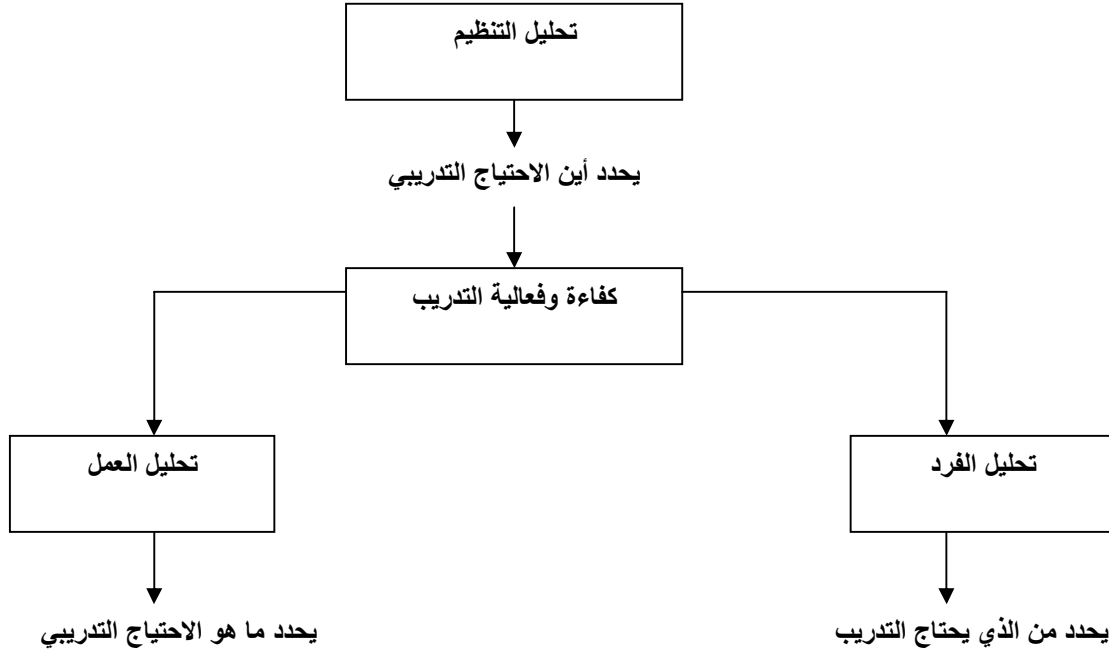 تحليل التنظيم
يحدد أين الاحتياج التدريبي
كفاءة وفعالية التدريب
تحليل الفرد
تحليل العمل
يحدد من الذي يحتاج التدريب
يحدد ما هو الاحتياج التدريبي